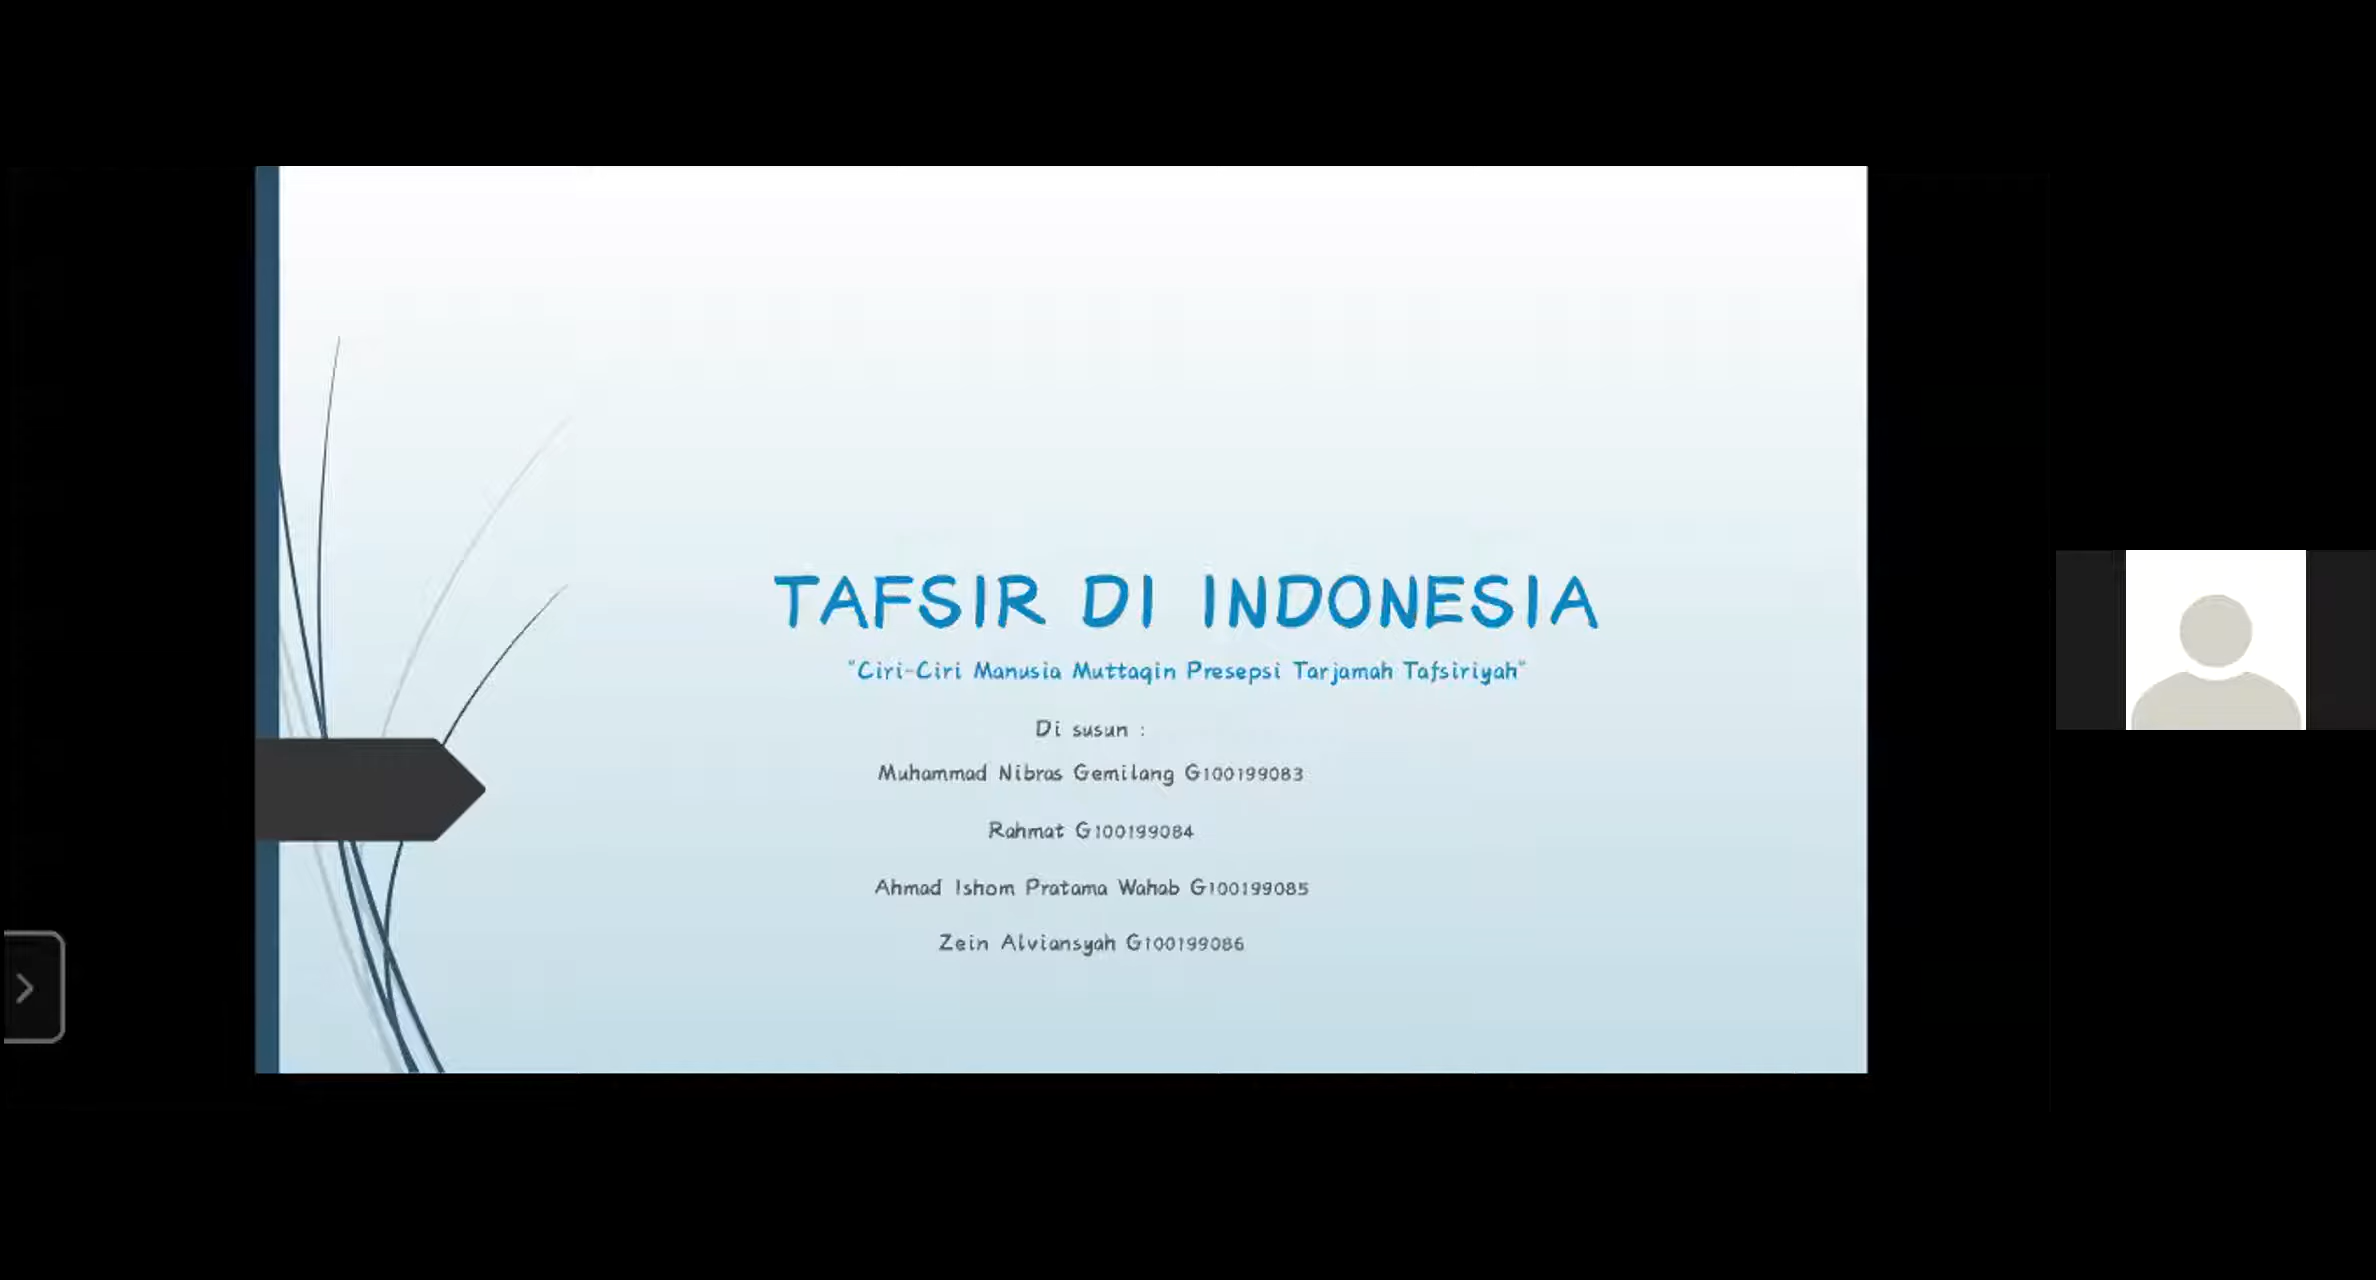 TAFSIR DI INDONESIA
"Ciri-Ciri Manusia Muttaqin Presepsi Tarjamah Tafsiriyah"
Di susun :
Muhammad Nibras Gemilang G100199083
Rahmat G100199084
Ahmad Ishom Pratama Wahab G100199085
Zein Alviansyah G100199086